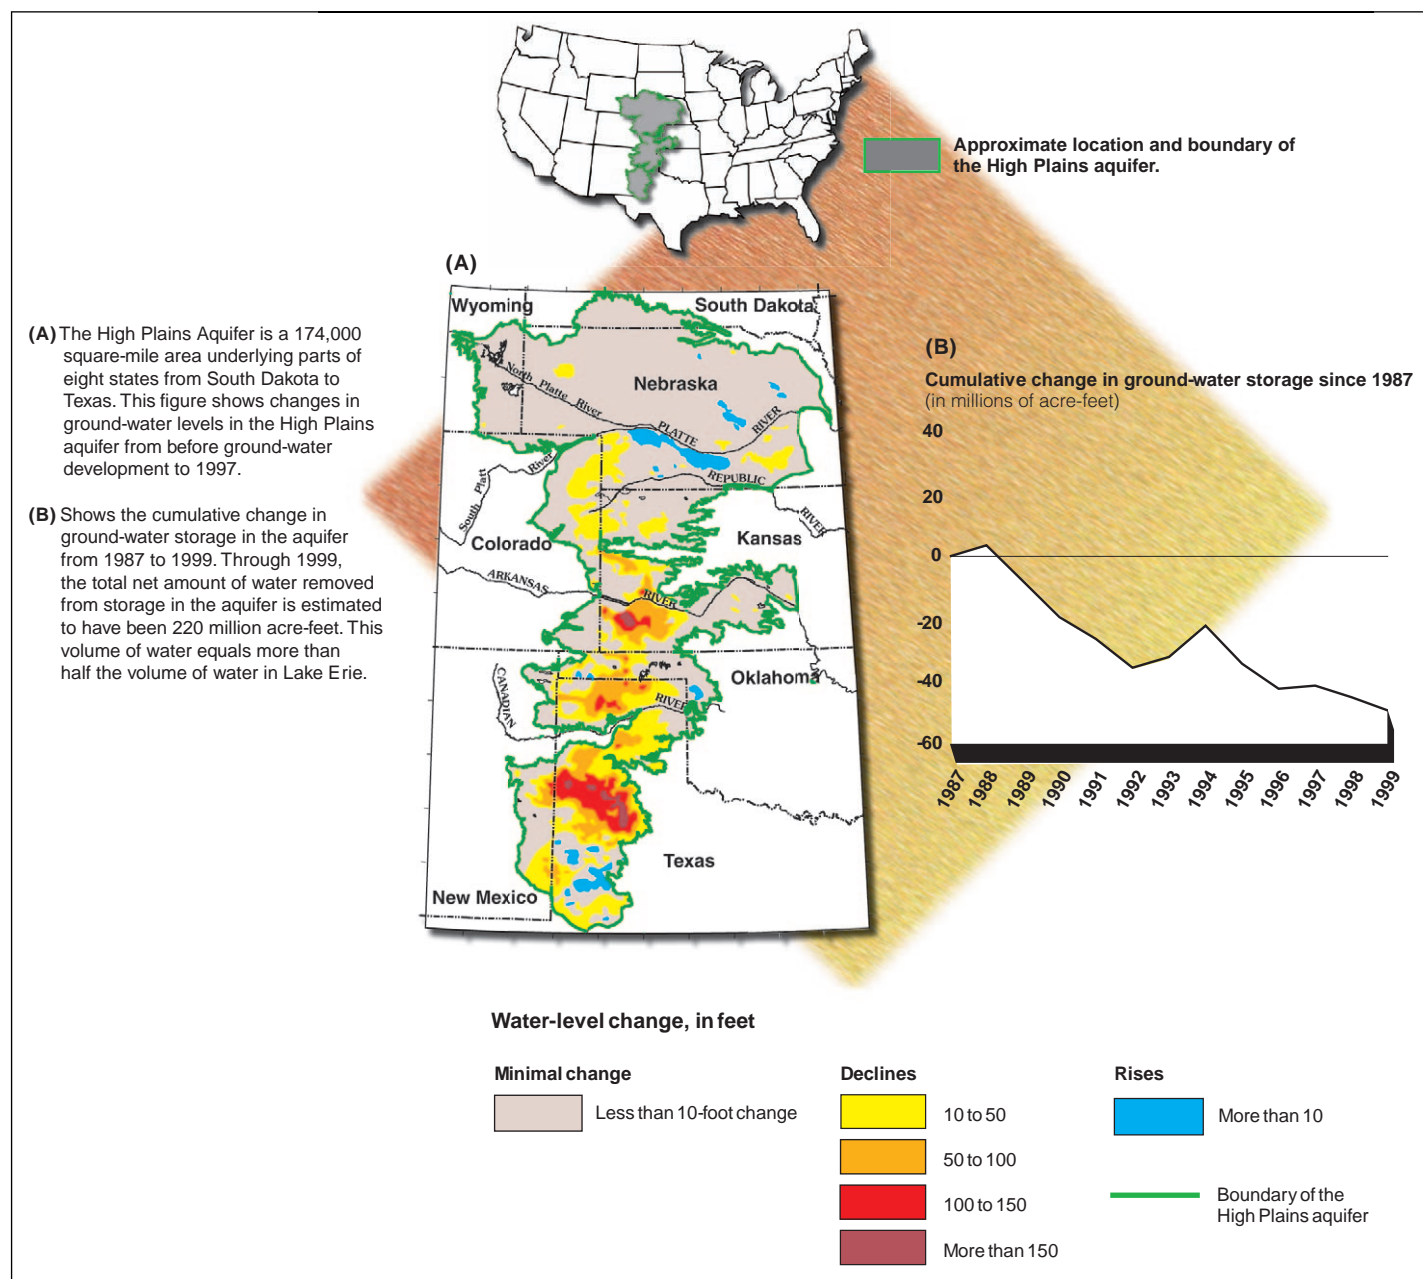 Approximate location and boundary of
the High Plains aquifer.
(A)
Wyoming
South Dakota
North Platte River
Nebraska
PLATTE
RIVER
REPUBLIC
South Platt
River
RIVER
Colorado
Kansas
ARKANSAS
RIVER
CANADIAN
RIVER
Oklahoma
Texas
New Mexico
(A) The High Plains Aquifer is a 174,000
square-mile area underlying parts of
eight states from South Dakota to
Texas. This figure shows changes in
ground-water levels in the High Plains
aquifer from before ground-water
development to 1997.
(B) Shows the cumulative change in
ground-water storage in the aquifer
from 1987 to 1999. Through 1999,
the total net amount of water removed
from storage in the aquifer is estimated
to have been 220 million acre-feet. This
volume of water equals more than
half the volume of water in Lake Erie.
(B)
Cumulative change in ground-water storage since 1987
(in millions of acre-feet)
40
20
0
-20
-40
-60
1987
1988
1989
1990
1991
1992
1993
1994
1995
1996
1997
1998
1999
Water-level change, in feet
Minimal change
Less than 10-foot change
Declines
10 to 50
50 to 100
100 to 150
More than 150
Rises
More than 10
Boundary of the
High Plains aquifer